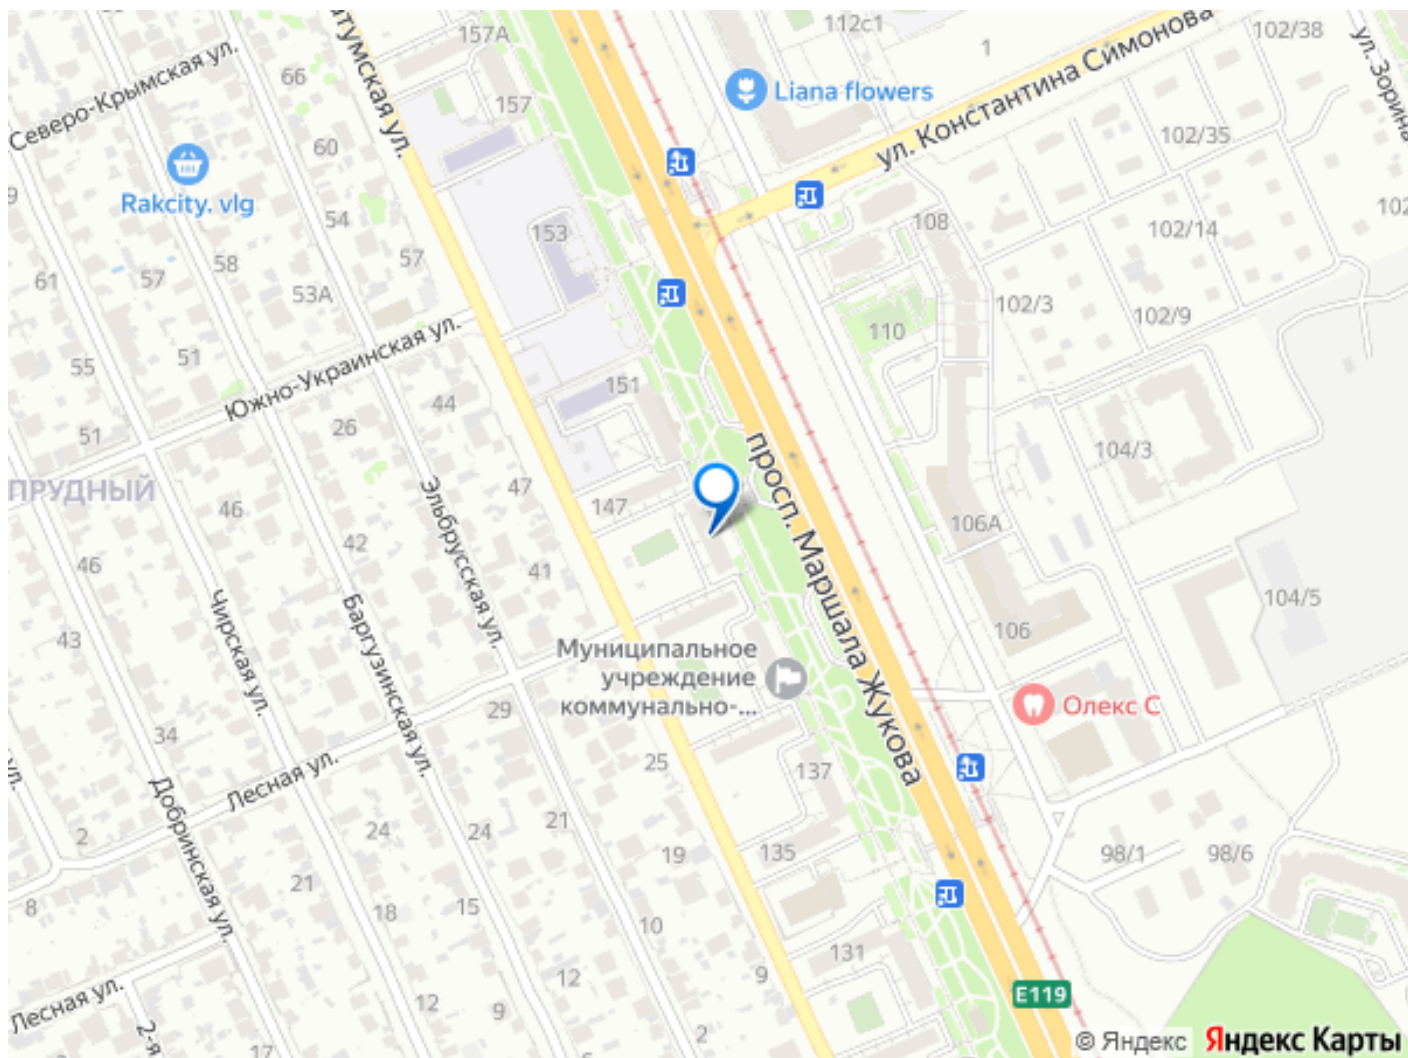 157А
112с1
1
102/38
ул. Зорина
атумская ул.
Северо-Крымская ул.
66
157
Liana flowers
ул. Константина Симонова
102/35
60
Rakcity. vlg
9
54
153
108
102/14
102
57
58
57
61
53А
102/3
102/9
110
Южно-Украинская ул.
51
55
151
44
26
51
104/3
просп. Маршала Жукова
ПРУДНЫЙ
46
Эльбрусская ул.
47
147
106А
42
46
41
104/5
Чирская ул.
Баргузинская ул.
43
106
Муниципальное
учреждение
коммунально-...
Олекс С
29
34
25
137
ул.
Лесная ул.
Добринская ул.
2
24
24
21
19
135
98/1
98/6
21
8
18
15
10
131
12
9
Лесная ул.
12
9
E119
2-я
17
2
© Яндекс Яндекс Карты